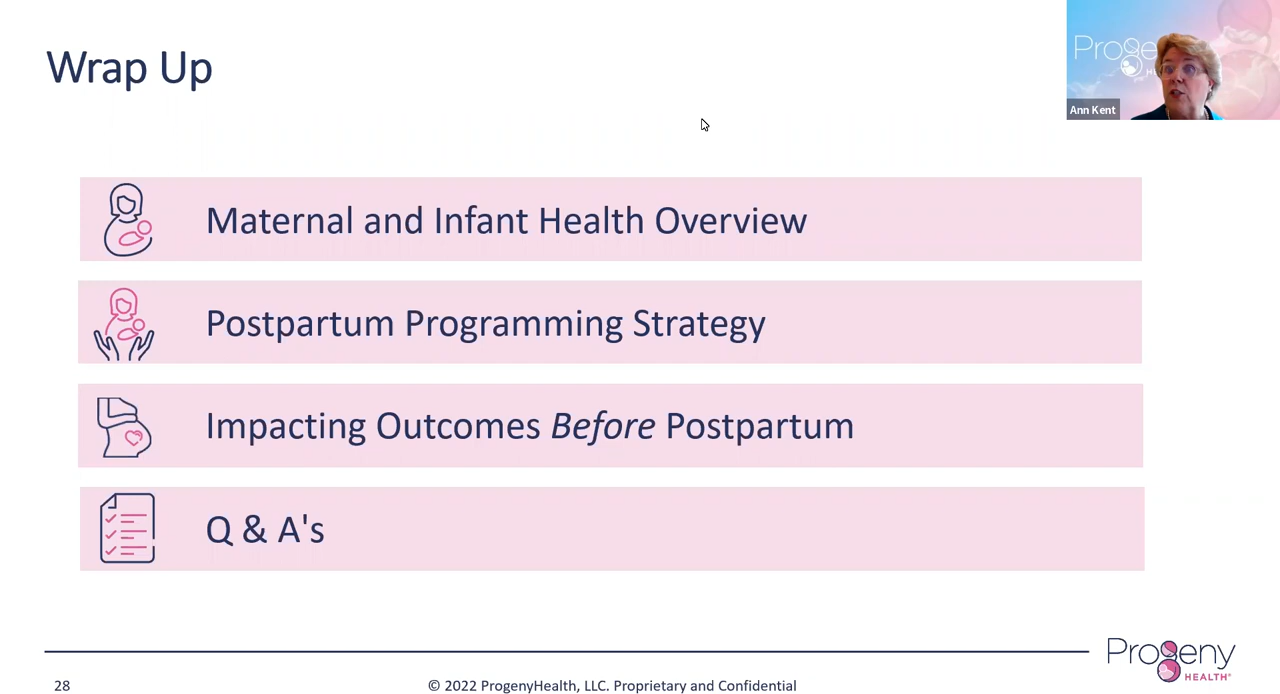 Wrap Up
Proge
H
Ann Kent
Maternal and Infant Health Overview
Postpartum Programming Strategy
Impacting Outcomes Before Postpartum
Q & A's
Progeny
HEALTH®
28
© 2022 ProgenyHealth, LLC. Proprietary and Confidential